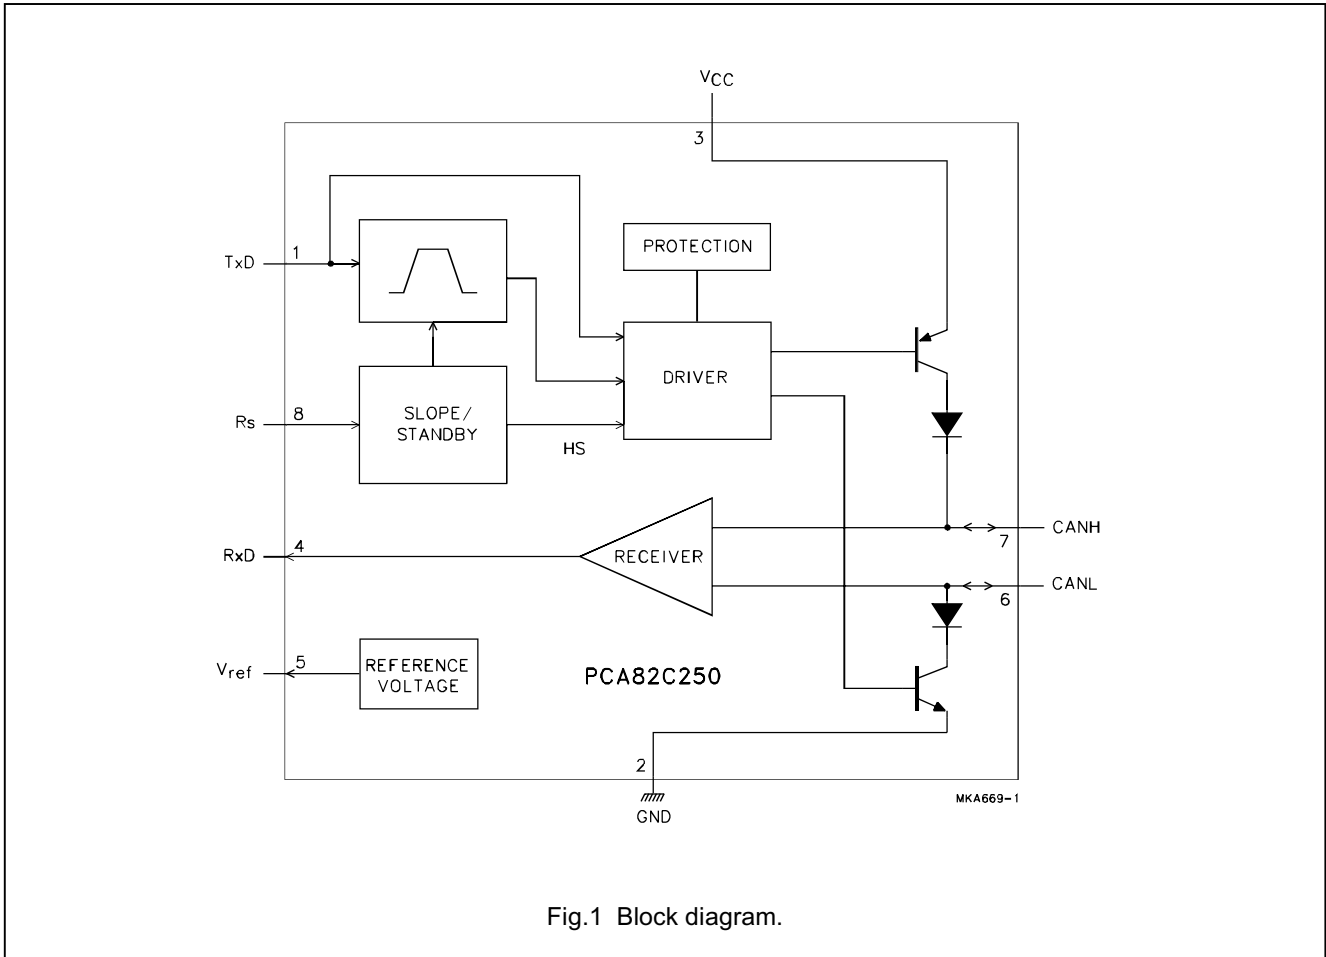 VCC
3
TxD
1
PROTECTION
DRIVER
Rs
8
SLOPE/
STANDBY
HS
RxD
4
RECEIVER
7
CANH
6
CANL
Vref
5
REFERENCE
VOLTAGE
PCA82C250
2
GND
MKA669-1
Fig.1 Block diagram.